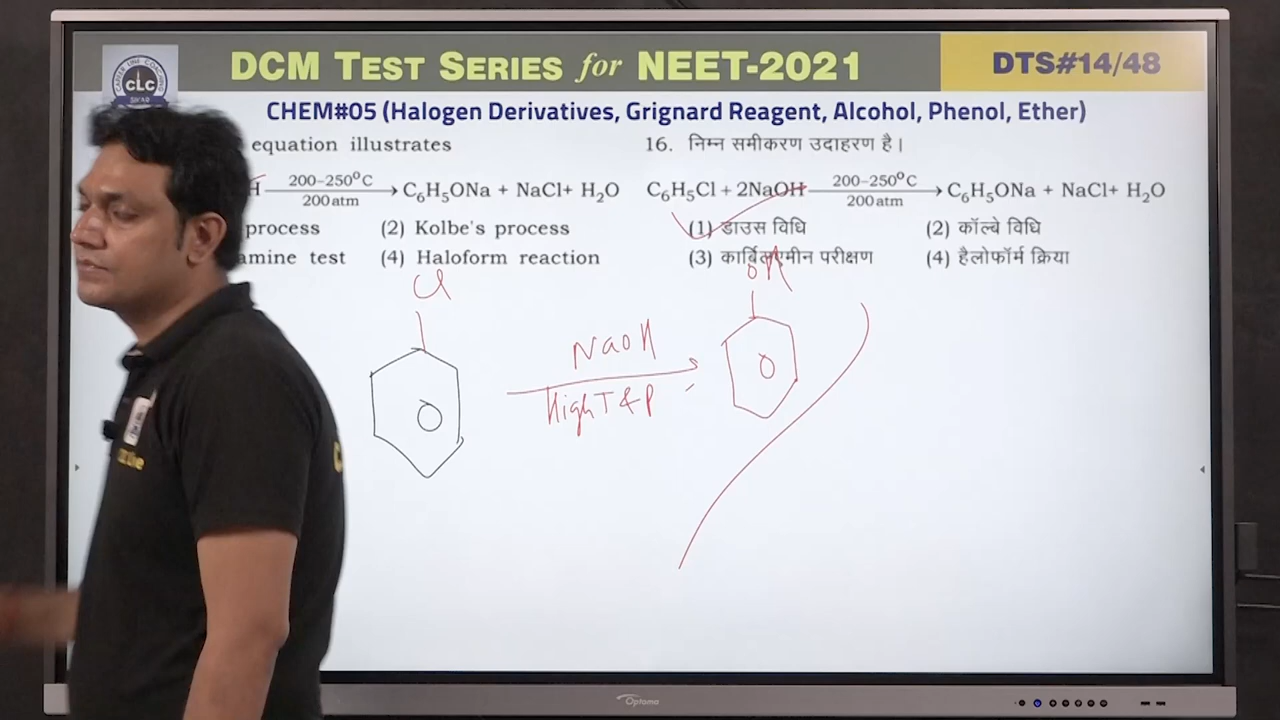 CLC
DCM TEST SERIES for NEET-2021
DTS#14/48
CHEM#05 (Halogen Derivatives, Grignard Reagent, Alcohol, Phenol, Ether)
equation illustrates
H 200–250°C 200 atm → C₆H₅ONa + NaCl+ H₂O
process (2) Kolbe's process
amine test (4) Haloform reaction
16. निम्न समीकरण उदाहरण है।
C₆H₅Cl + 2NaOH 200–250°C 200 atm → C₆H₅ONa + NaCl+ H₂O
(1) डाउस विधि (2) कॉल्बे विधि
(3) कार्बिलएमीन परीक्षण (4) हैलोफॉर्म क्रिया
Cl
NaOH
High T & P
OH
Optoma